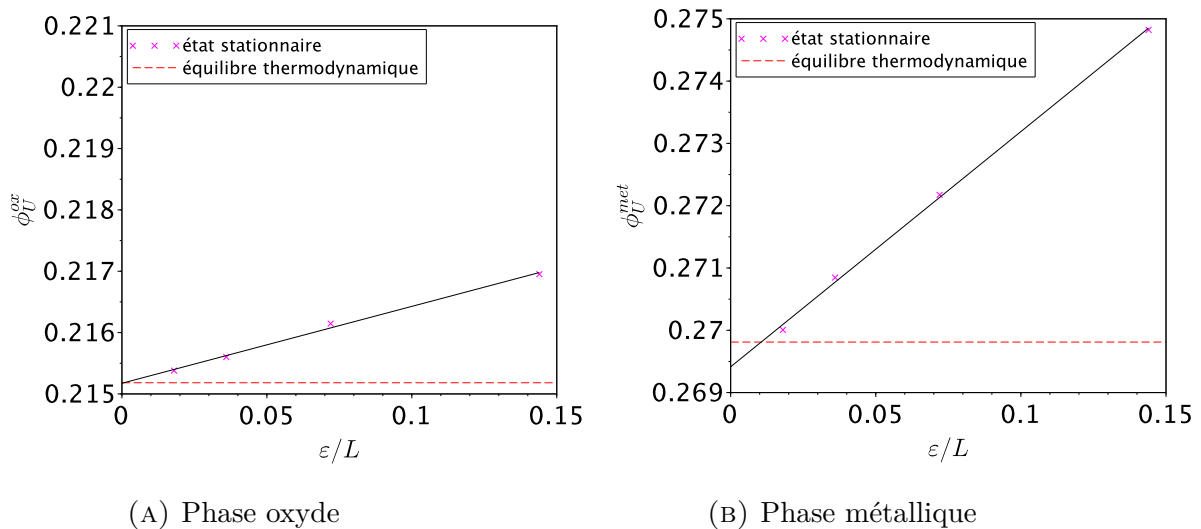 0.221
0.22
0.219
0.218
0.217
0.216
0.215
ϕ_U^{ox}
état stationnaire
équilibre thermodynamique
0
0.05
0.1
0.15
ε/L
(A) Phase oxyde
0.275
0.274
0.273
0.272
0.271
0.27
0.269
ϕ_U^{met}
état stationnaire
équilibre thermodynamique
0
0.05
0.1
0.15
ε/L
(B) Phase métallique